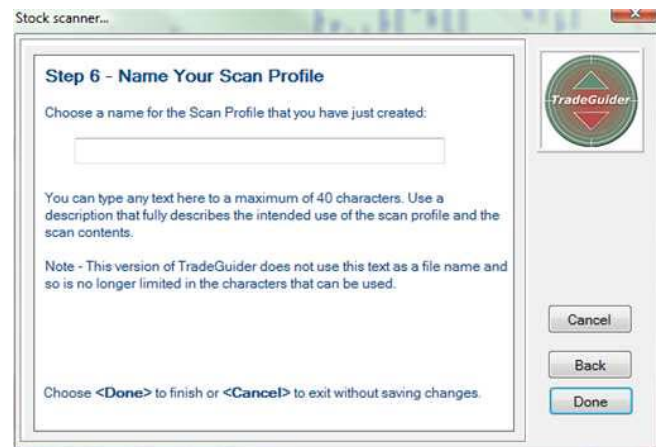 Stock scanner...
Step 6 - Name Your Scan Profile
Choose a name for the Scan Profile that you have just created:
TradeGuider
You can type any text here to a maximum of 40 characters. Use a
description that fully describes the intended use of the scan profile and the
scan contents.
Note - This version of TradeGuider does not use this text as a file name and
so is no longer limited in the characters that can be used.
Cancel
Back
Choose <Done> to finish or <Cancel> to exit without saving changes.
Done